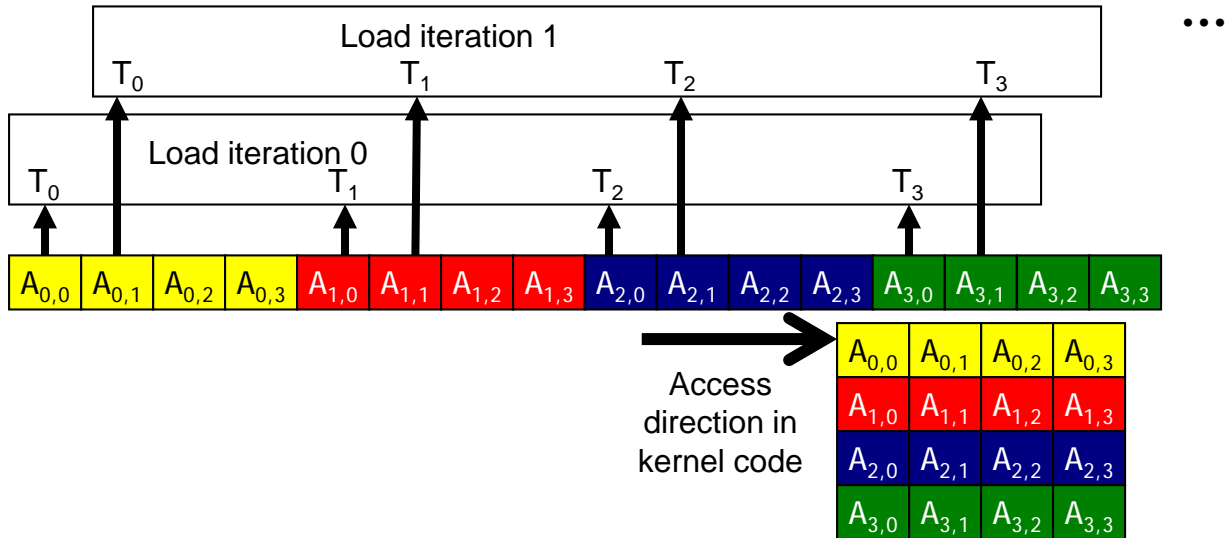 ...
Load iteration 1
T0 T1 T2 T3
Load iteration 0
T0 T1 T2 T3
A0,0 A0,1 A0,2 A0,3 A1,0 A1,1 A1,2 A1,3 A2,0 A2,1 A2,2 A2,3 A3,0 A3,1 A3,2 A3,3
Access
direction in
kernel code
A0,0 A0,1 A0,2 A0,3
A1,0 A1,1 A1,2 A1,3
A2,0 A2,1 A2,2 A2,3
A3,0 A3,1 A3,2 A3,3